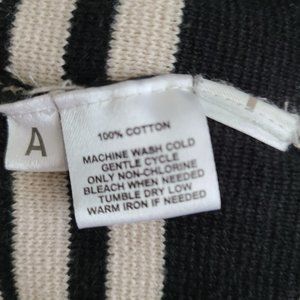 A
100% COTTON
MACHINE WASH COLD
GENTLE CYCLE
ONLY NON-CHLORINE
BLEACH WHEN NEEDED
TUMBLE DRY LOW
WARM IRON IF NEEDED